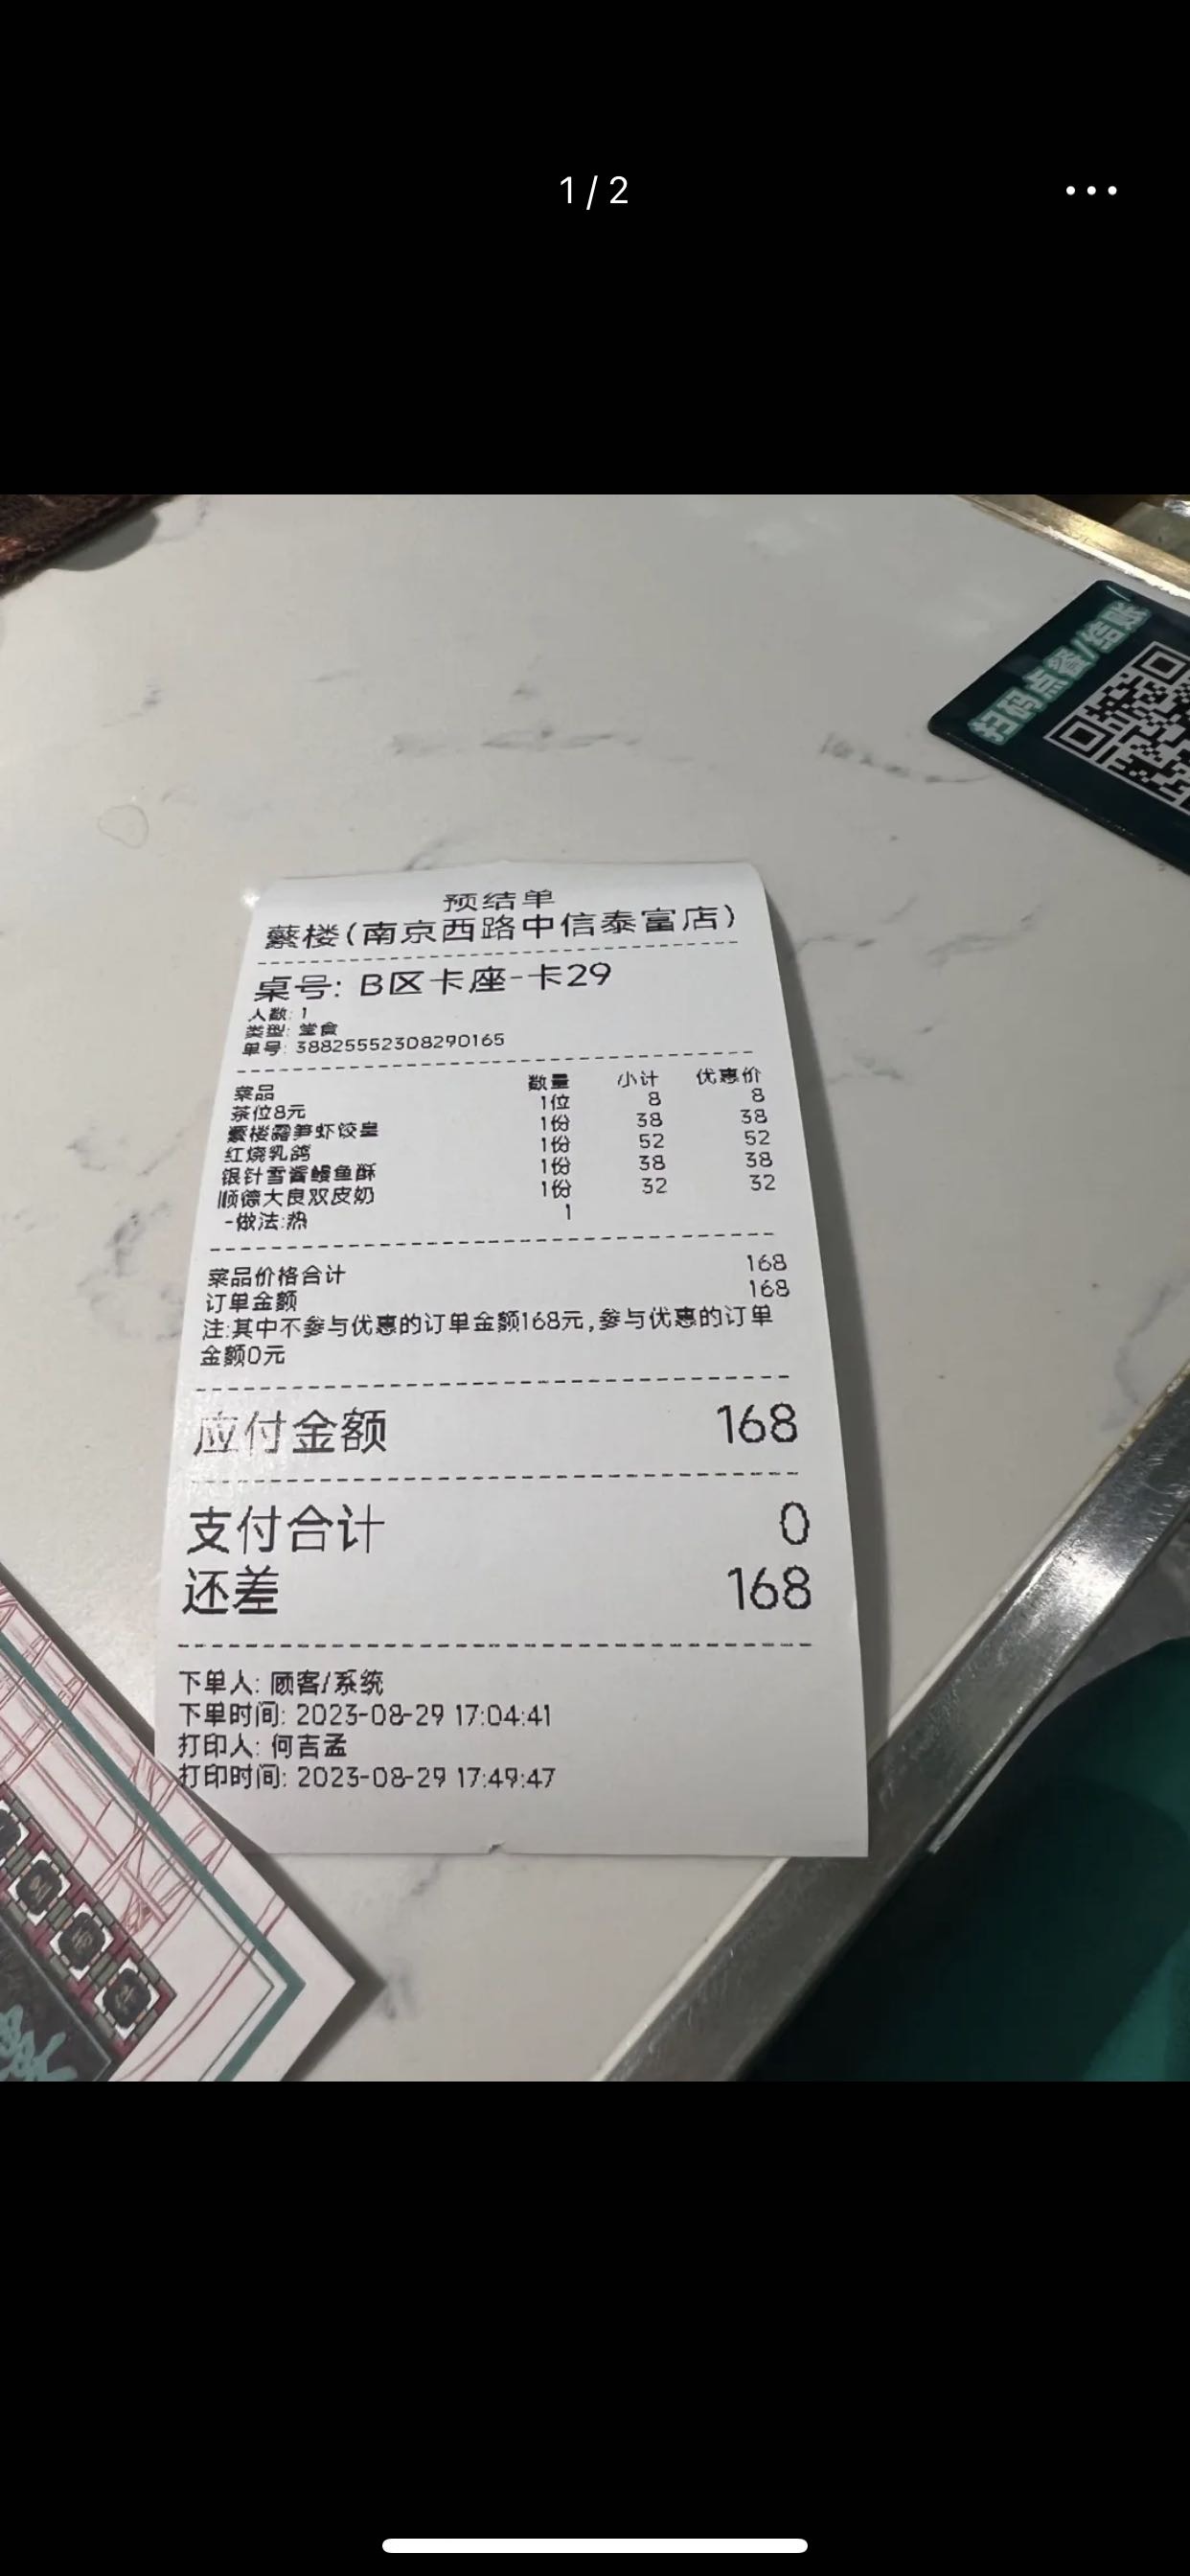 1 / 2
扫码点餐/结账
预结单
蘩楼(南京西路中信泰富店)
桌号: B区卡座-卡29
人数: 1
类型: 堂食
单号: 38825552308290165
菜品 数量 小计 优惠价
茶位8元 1位 8 8
蘩楼露笋虾饺皇 1份 38 38
红烧乳鸽 1份 52 52
银针雪酱鳗鱼酥 1份 38 38
顺德大良双皮奶 1份 32 32
-做法:热 1
菜品价格合计 168
订单金额 168
注:其中不参与优惠的订单金额168元,参与优惠的订单
金额0元
应付金额 168
支付合计 0
还差 168
下单人: 顾客/系统
下单时间: 2023-08-29 17:04:41
打印人: 何吉孟
打印时间: 2023-08-29 17:49:47